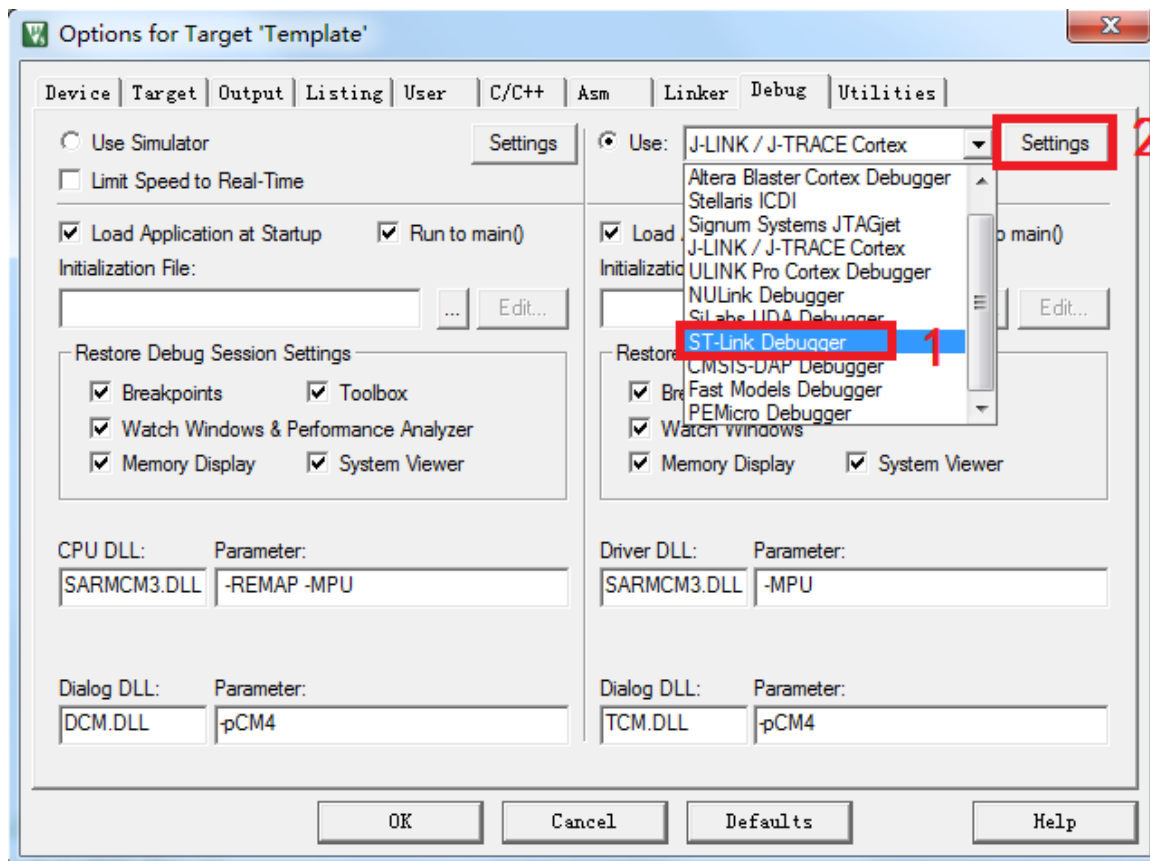 Options for Target 'Template'
Device Target Output Listing User C/C++ Asm Linker Debug Utilities
Use Simulator Settings Use: J-LINK / J-TRACE Cortex Settings 2
Limit Speed to Real-Time
Altera Blaster Cortex Debugger
Stellaris ICDI
Signum Systems JTAGjet
J-LINK / J-TRACE Cortex
ULINK Pro Cortex Debugger
NULink Debugger
SiLabs UDA Debugger
ST-Link Debugger 1
CMSIS-DAP Debugger
Fast Models Debugger
PEMicro Debugger
Load Application at Startup Run to main() Load main()
Initialization File:
... Edit... Edit...
Restore Debug Session Settings
Breakpoints Toolbox
Watch Windows & Performance Analyzer Watch Windows
Memory Display System Viewer Memory Display System Viewer
CPU DLL: Parameter: Driver DLL: Parameter:
SARMCM3.DLL -REMAP -MPU SARMCM3.DLL -MPU
Dialog DLL: Parameter: Dialog DLL: Parameter:
DCM.DLL -pCM4 TCM.DLL -pCM4
OK Cancel Defaults Help